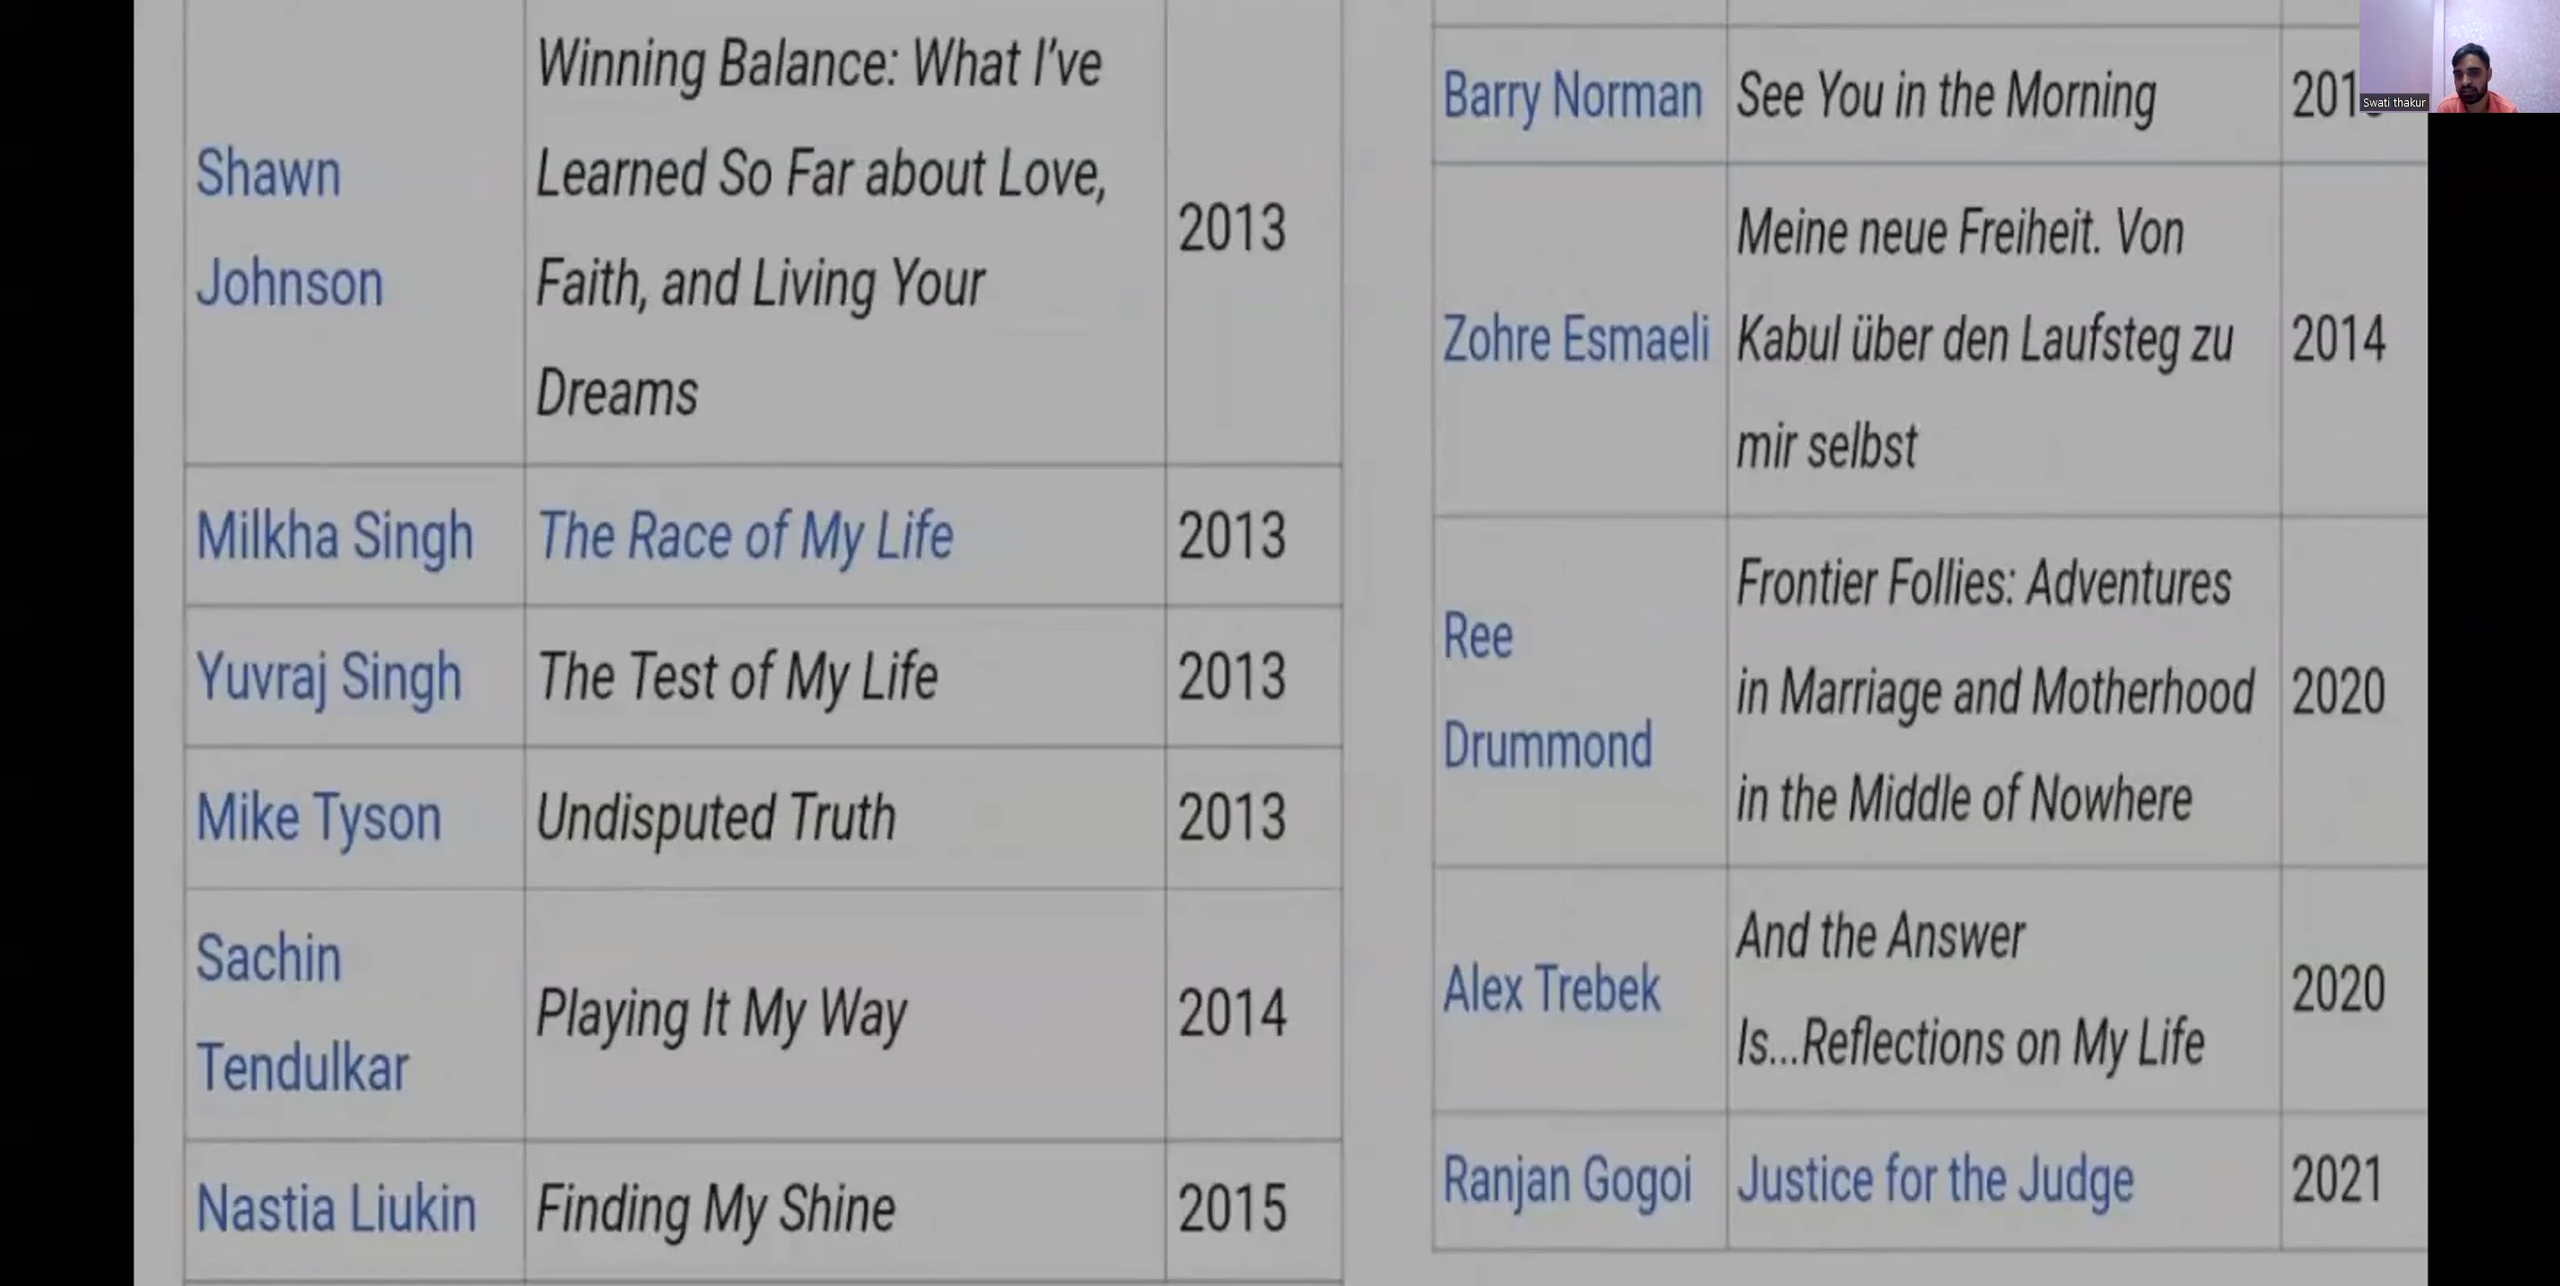 Shawn
Johnson
Winning Balance: What I've
Learned So Far about Love,
Faith, and Living Your
Dreams
2013
Milkha Singh
The Race of My Life
2013
Yuvraj Singh
The Test of My Life
2013
Mike Tyson
Undisputed Truth
2013
Sachin
Tendulkar
Playing It My Way
2014
Nastia Liukin
Finding My Shine
2015
Barry Norman
See You in the Morning
Zohre Esmaeli
Meine neue Freiheit. Von
Kabul über den Laufsteg zu
mir selbst
2014
Ree
Drummond
Frontier Follies: Adventures
in Marriage and Motherhood
in the Middle of Nowhere
2020
Alex Trebek
And the Answer
Is...Reflections on My Life
2020
Ranjan Gogoi
Justice for the Judge
2021
Swati thakur